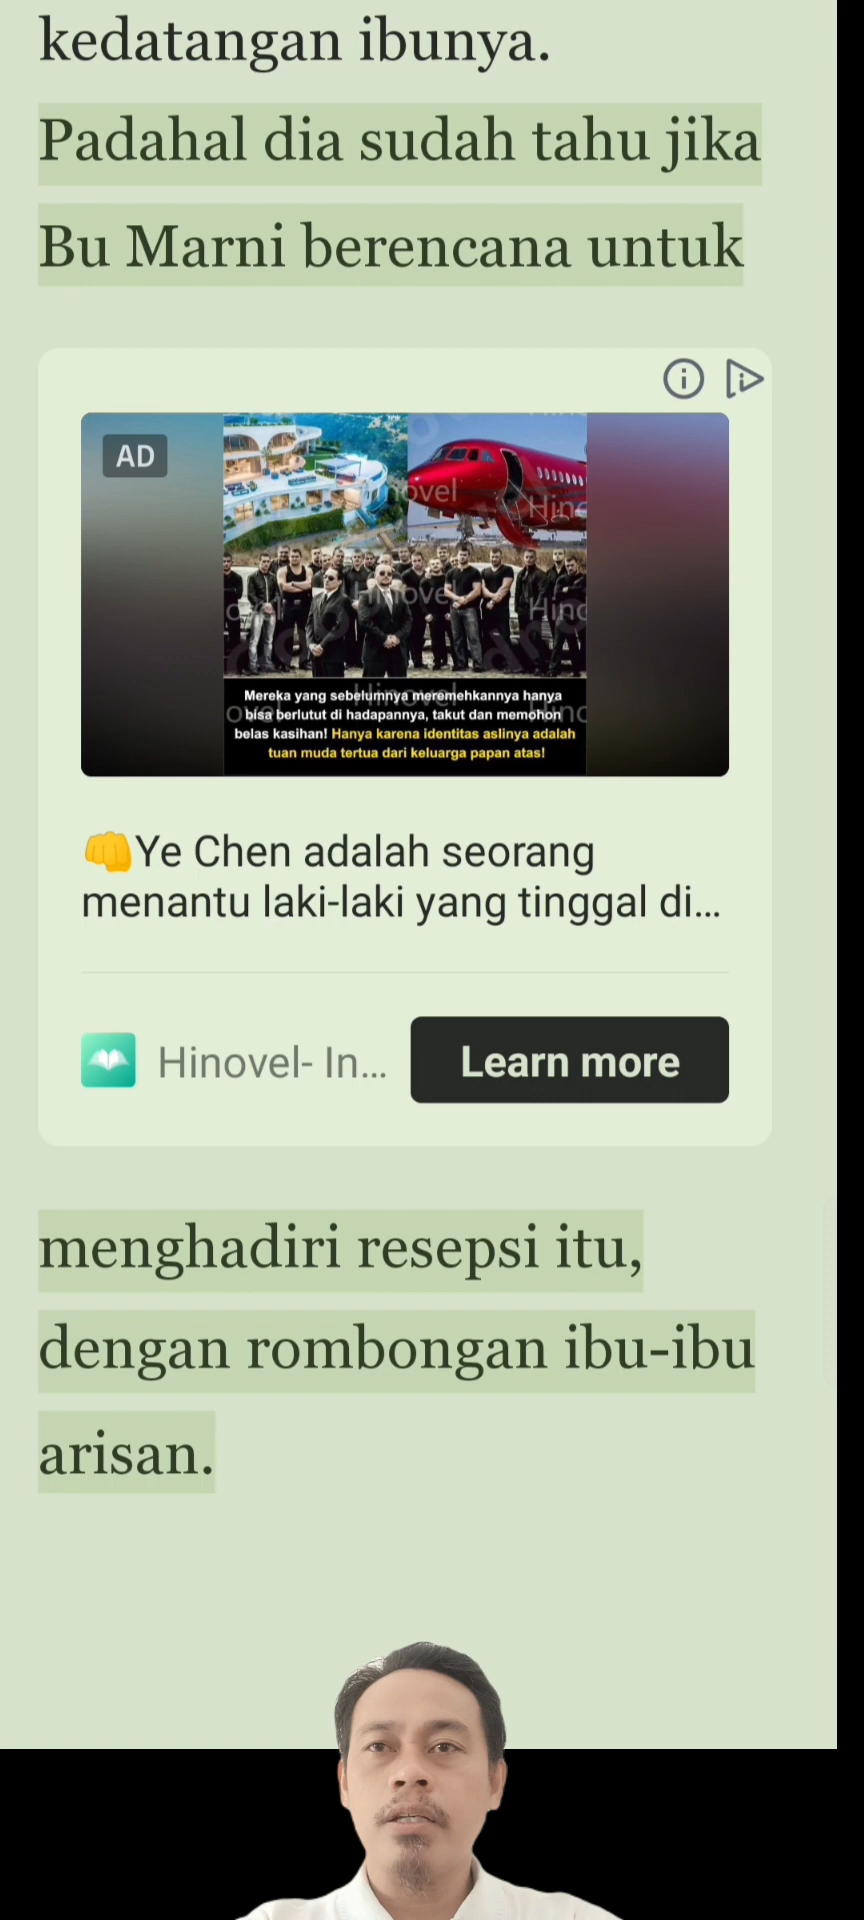 kedatangan ibunya.
Padahal dia sudah tahu jika
Bu Marni berencana untuk
AD
Hinovel
Mereka yang sebelumnya meremehkannya hanya
bisa berlutut di hadapannya, takut dan memohon
belas kasihan! Hanya karena identitas aslinya adalah
tuan muda tertua dari keluarga papan atas!
👊Ye Chen adalah seorang
menantu laki-laki yang tinggal di...
Hinovel- In...
Learn more
menghadiri resepsi itu,
dengan rombongan ibu-ibu
arisan.